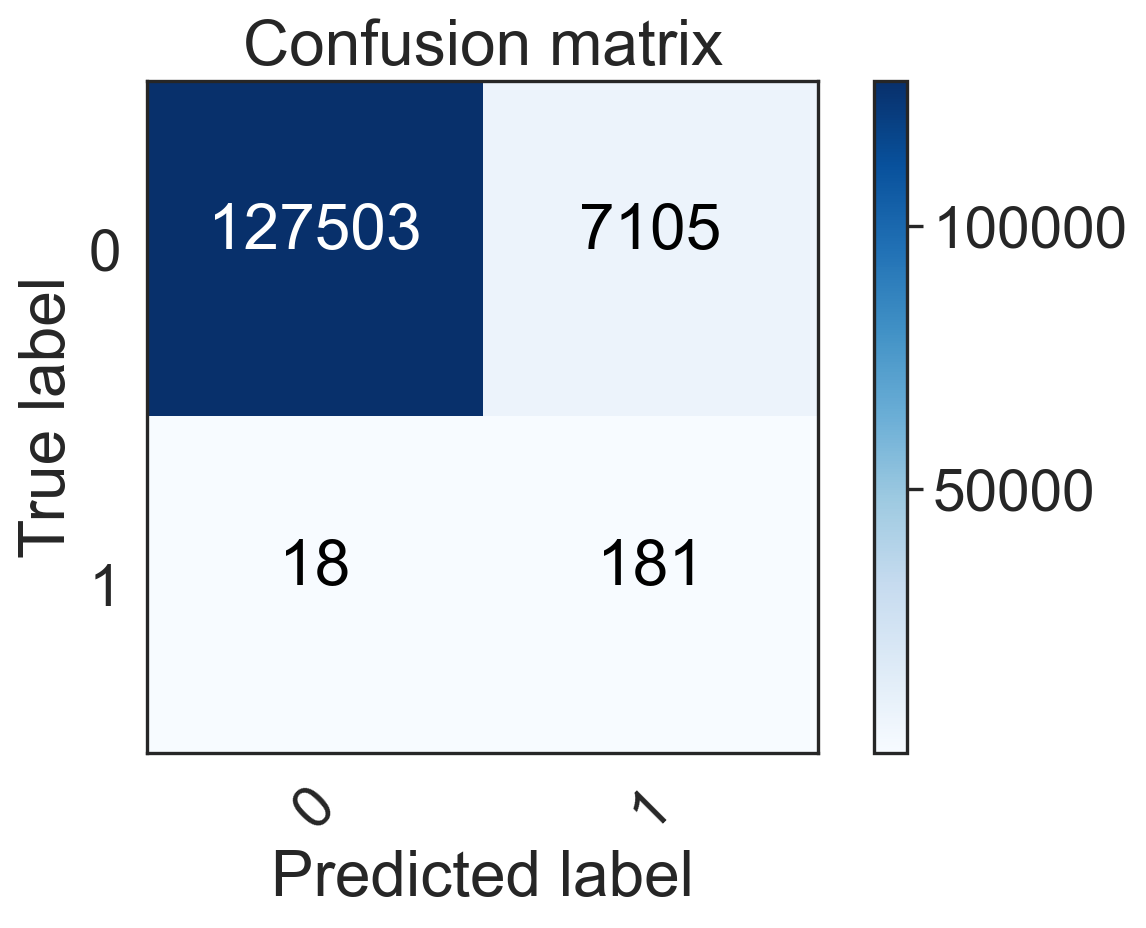 Confusion matrix
127503 7105
100000
0
True label
50000
18 181
1
0 1
Predicted label